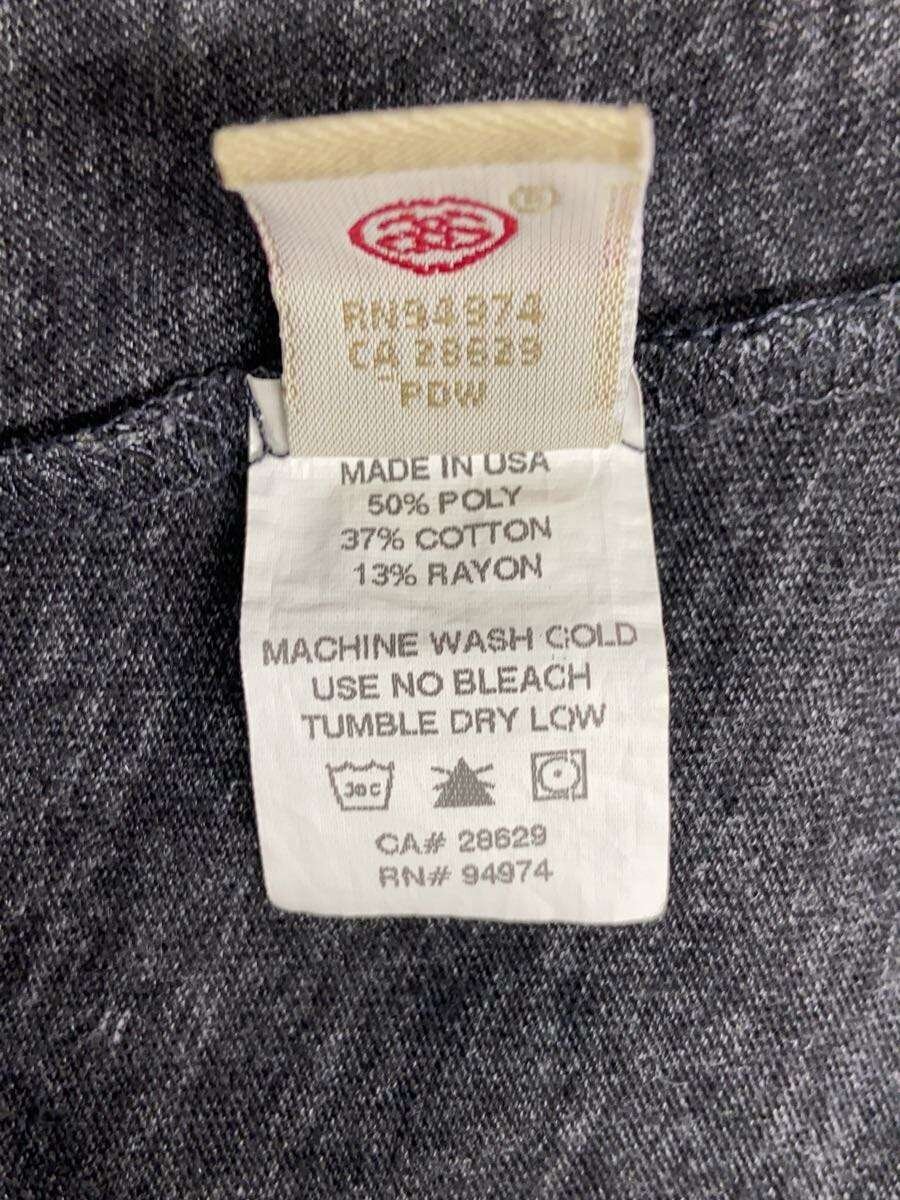 RN94974
CA 28629
PDW
MADE IN USA
50% POLY
37% COTTON
13% RAYON
MACHINE WASH COLD
USE NO BLEACH
TUMBLE DRY LOW
30C
CA# 28629
RN# 94974